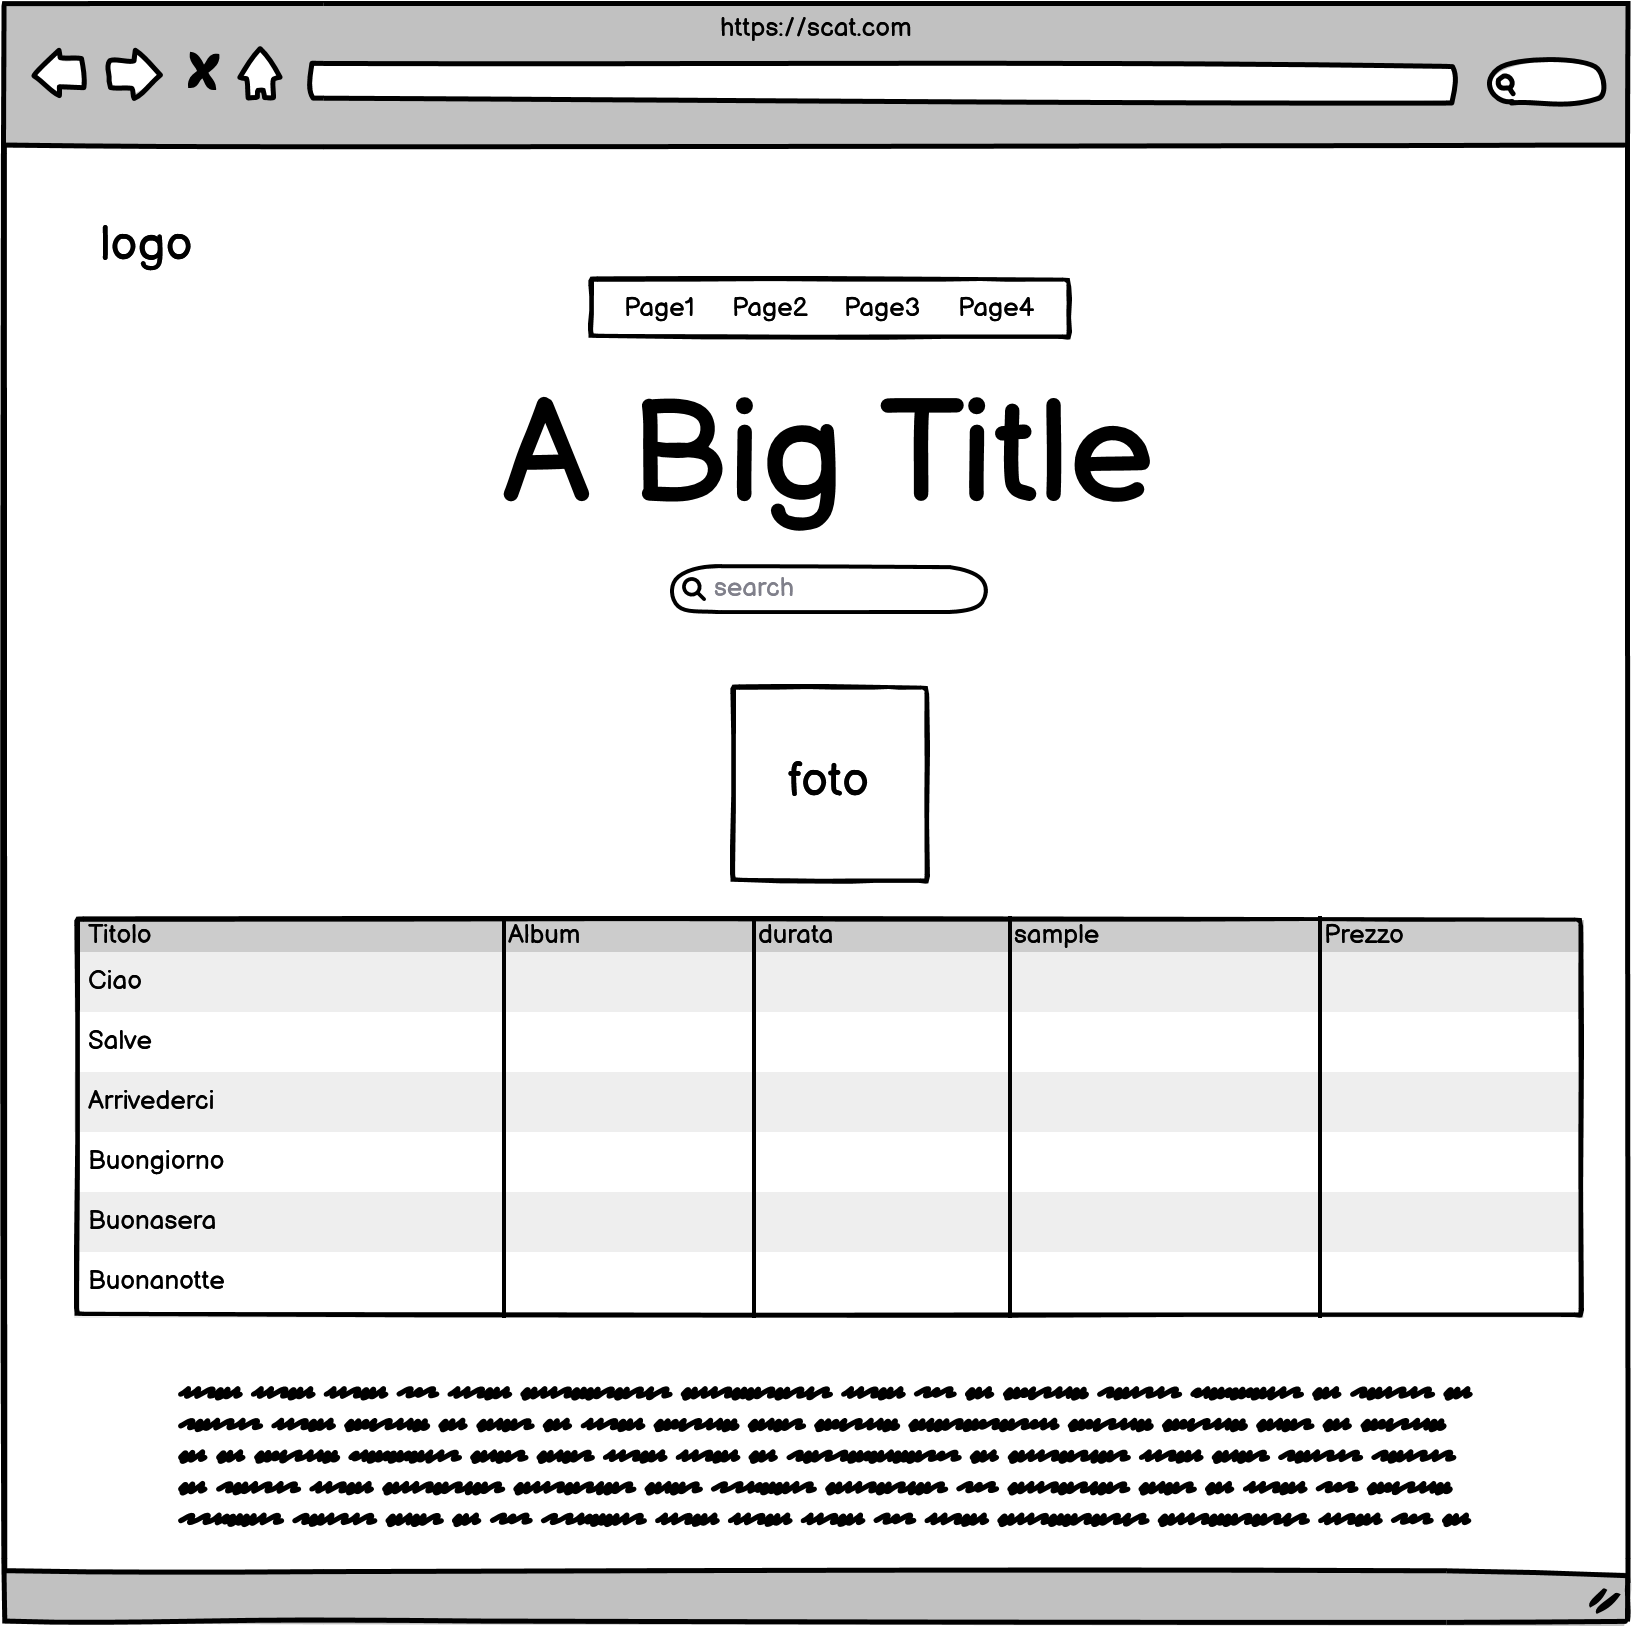 https://scat.com
logo
Page1 Page2 Page3 Page4
A Big Title
search
foto
Titolo Album durata sample Prezzo
Ciao
Salve
Arrivederci
Buongiorno
Buonasera
Buonanotte